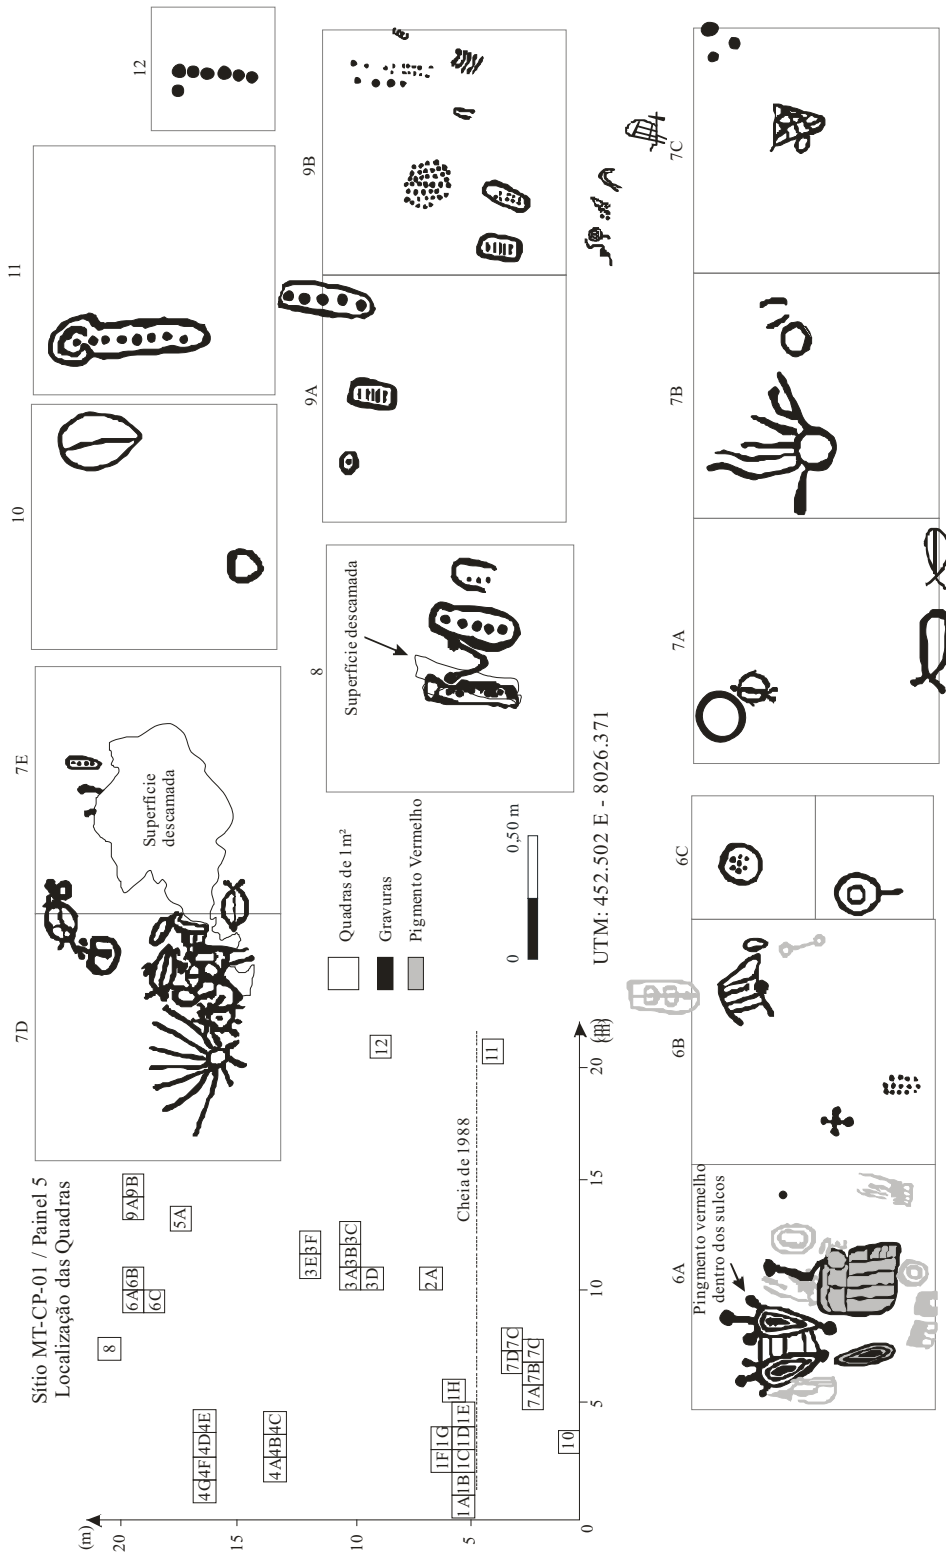 Sítio MT-CP-01 / Painel 5
Localização das Quadras
(m)
20
15
10
5
0
5
10
15
20
(m)
8
6A6B
6C
9A9B
5A
4G4F4D4E
4A4B4C
3E3F
3A3B3C
3D
2A
1H
1F1G
1A1B1C1D1E
7D7C
7A7B7C
10
11
12
Cheia de 1988
7D
7E
Superfície
descamada
10
11
12
Quadras de 1m²
Gravuras
Pigmento Vermelho
0
0,50 m
UTM: 452.502 E - 8026.371
8
Superfície descamada
9A
9B
6A
Pingmento vermelho
dentro dos sulcos
6B
6C
7A
7B
7C